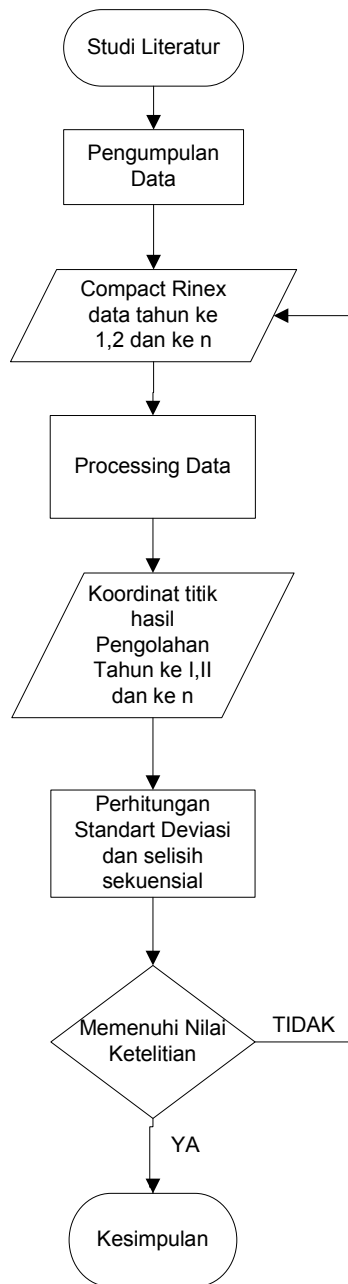 Studi Literatur
Pengumpulan
Data
Compact Rinex
data tahun ke
1,2 dan ke n
Processing Data
Koordinat titik
hasil
Pengolahan
Tahun ke I,II
dan ke n
Perhitungan
Standart Deviasi
dan selisih
sekuensial
Memenuhi Nilai
Ketelitian
TIDAK
YA
Kesimpulan